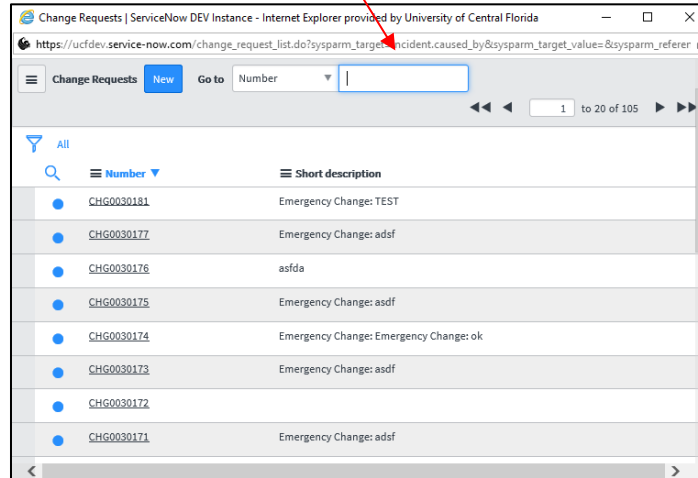 Change Requests | ServiceNow DEV Instance - Internet Explorer provided by University of Central Florida
https://ucfdev.service-now.com/change_request_list.do?sysparm_target=incident.caused_by&sysparm_target_value=&sysparm_referer
Change Requests New Go to Number
1 to 20 of 105
All
Number Short description
CHG0030181 Emergency Change: TEST
CHG0030177 Emergency Change: adsf
CHG0030176 asfda
CHG0030175 Emergency Change: asdf
CHG0030174 Emergency Change: Emergency Change: ok
CHG0030173 Emergency Change: asdf
CHG0030172
CHG0030171 Emergency Change: adsf